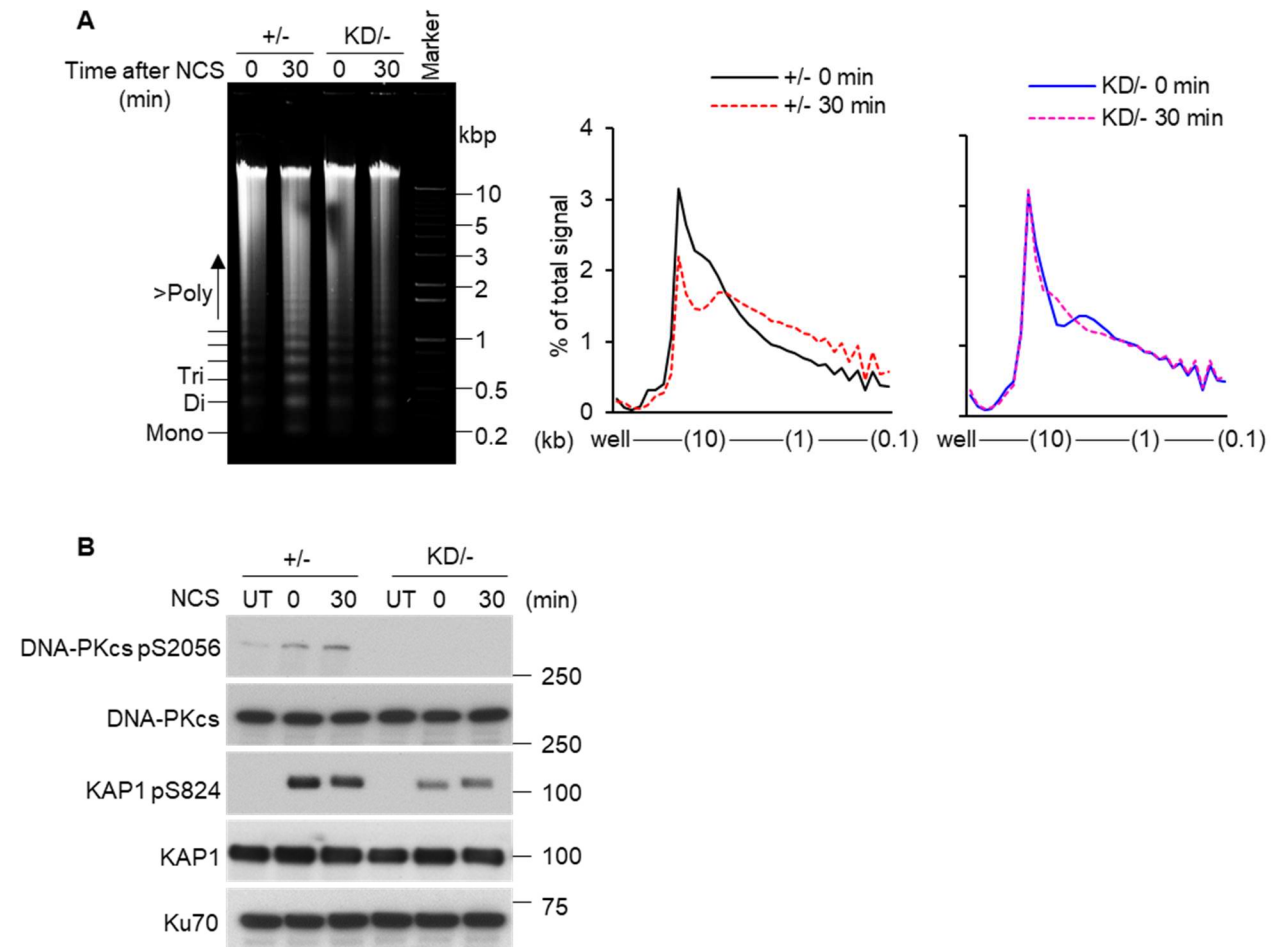 A
+/- KD/- Marker
Time after NCS 0 30 0 30
(min)
kbp
10
5
3
>Poly
2
1
Tri
0.5
Di
Mono
0.2
+/- 0 min
+/- 30 min
KD/- 0 min
KD/- 30 min
% of total signal
4
3
2
1
0
(kb) well (10) (1) (0.1)
well (10) (1) (0.1)
B
+/- KD/-
NCS UT 0 30 UT 0 30 (min)
DNA-PKcs pS2056
250
DNA-PKcs
250
KAP1 pS824
100
KAP1
100
75
Ku70